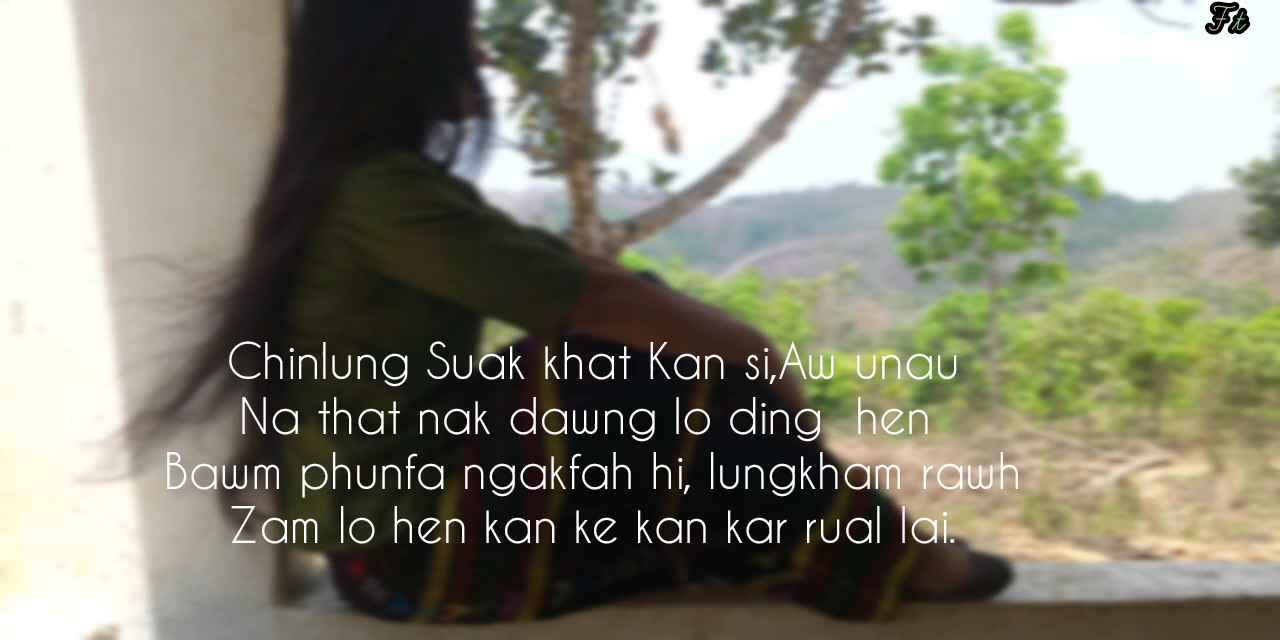 Ft
Chinlung Suak khat Kan si,Aw unau
Na that nak dawng lo ding hen
Bawm phunfa ngakfah hi, lungkham rawh
Zam lo hen kan ke kan kar rual lai.